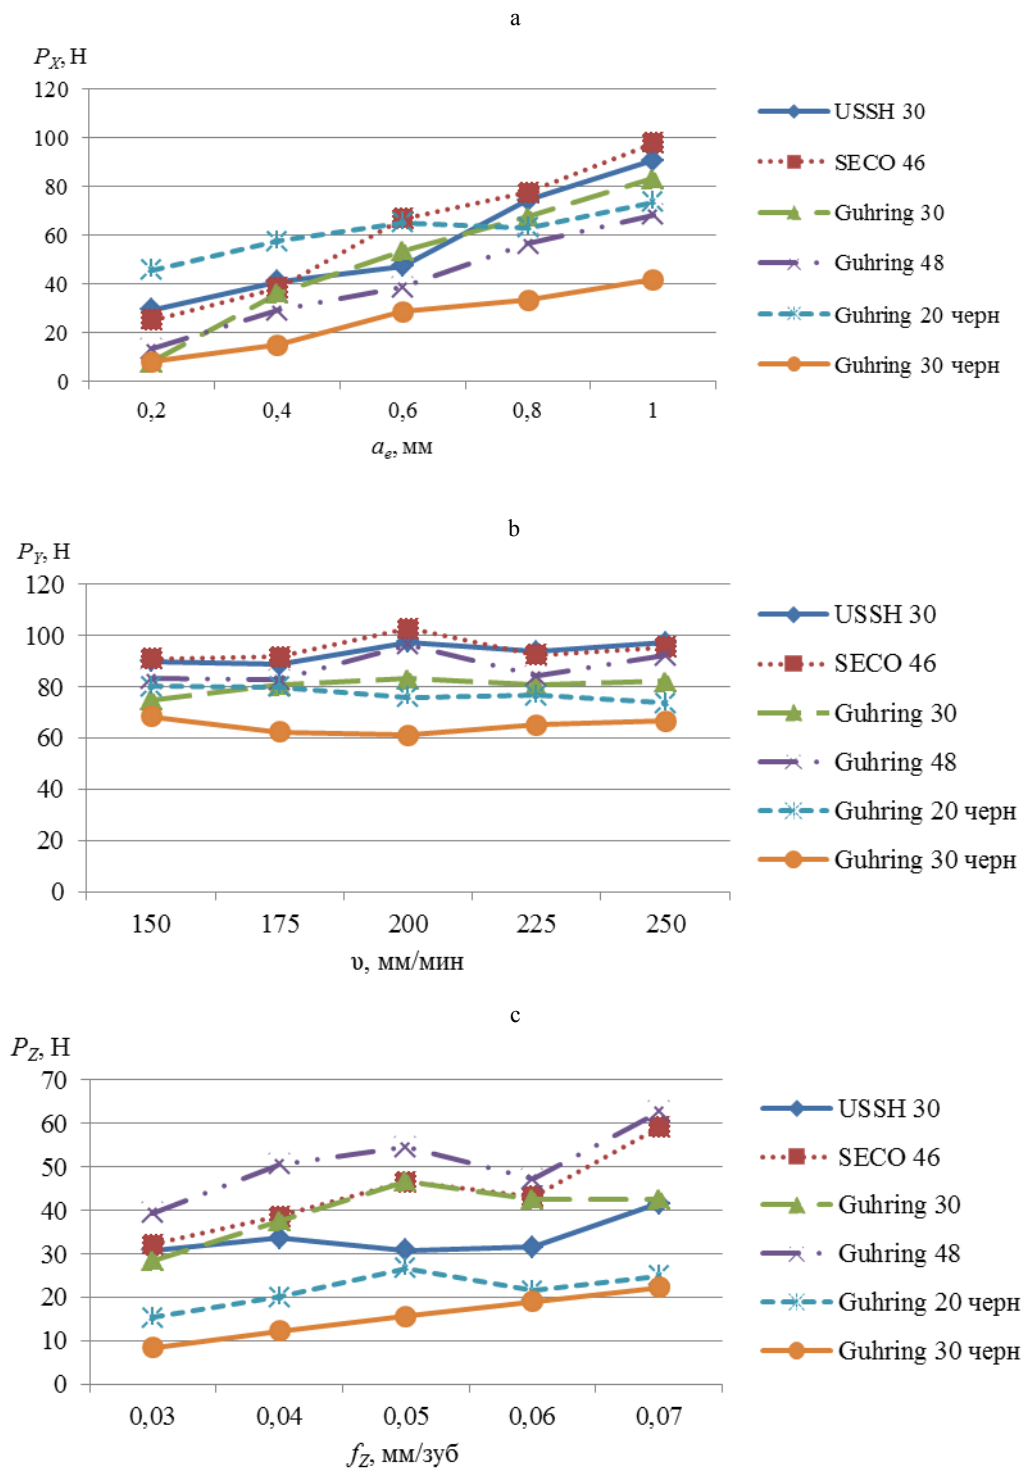 a
P_X, Н
120
100
80
60
40
20
0
0,2 0,4 0,6 0,8 1
a_e, мм
USSH 30
SECO 46
Guhring 30
Guhring 48
Guhring 20 черн
Guhring 30 черн
b
P_Y, Н
120
100
80
60
40
20
0
150 175 200 225 250
υ, мм/мин
USSH 30
SECO 46
Guhring 30
Guhring 48
Guhring 20 черн
Guhring 30 черн
c
P_Z, Н
70
60
50
40
30
20
10
0
0,03 0,04 0,05 0,06 0,07
f_Z, мм/зуб
USSH 30
SECO 46
Guhring 30
Guhring 48
Guhring 20 черн
Guhring 30 черн